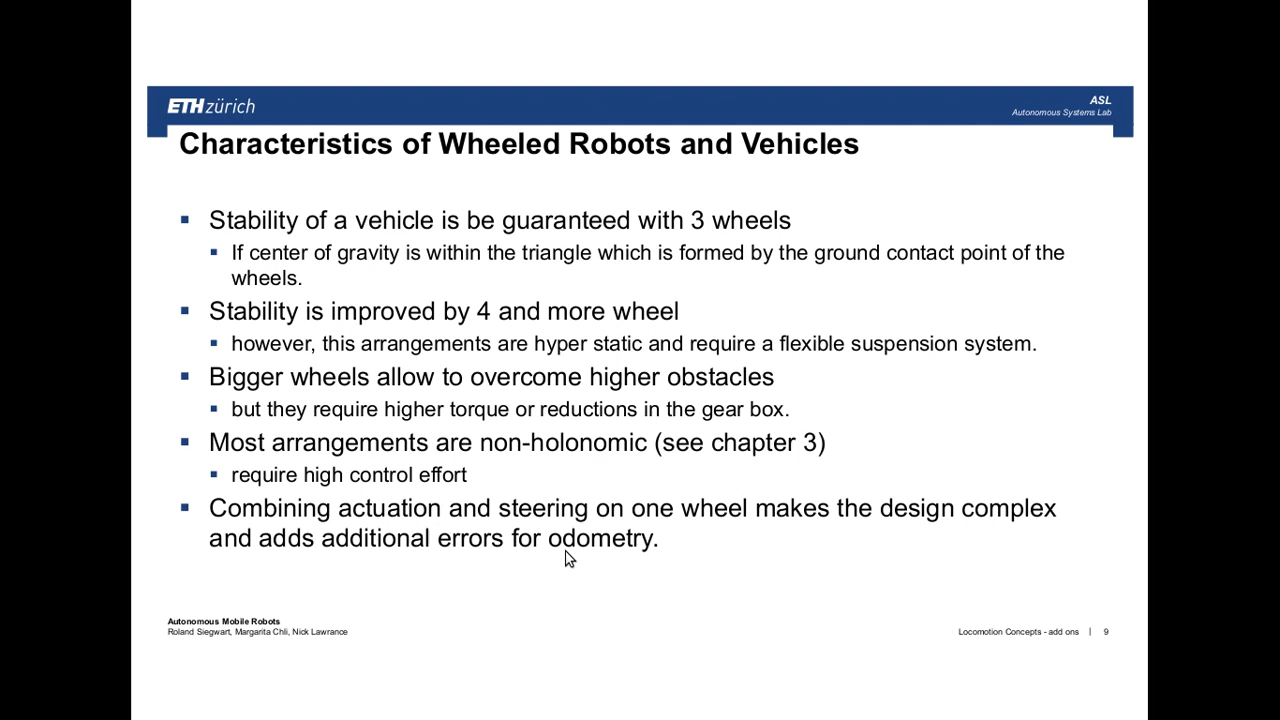 ETH zürich
ASL
Autonomous Systems Lab
Characteristics of Wheeled Robots and Vehicles
Stability of a vehicle is be guaranteed with 3 wheels
If center of gravity is within the triangle which is formed by the ground contact point of the
wheels.
Stability is improved by 4 and more wheel
however, this arrangements are hyper static and require a flexible suspension system.
Bigger wheels allow to overcome higher obstacles
but they require higher torque or reductions in the gear box.
Most arrangements are non-holonomic (see chapter 3)
require high control effort
Combining actuation and steering on one wheel makes the design complex
and adds additional errors for odometry.
Autonomous Mobile Robots
Roland Siegwart, Margarita Chli, Nick Lawrance
Locomotion Concepts - add ons | 9